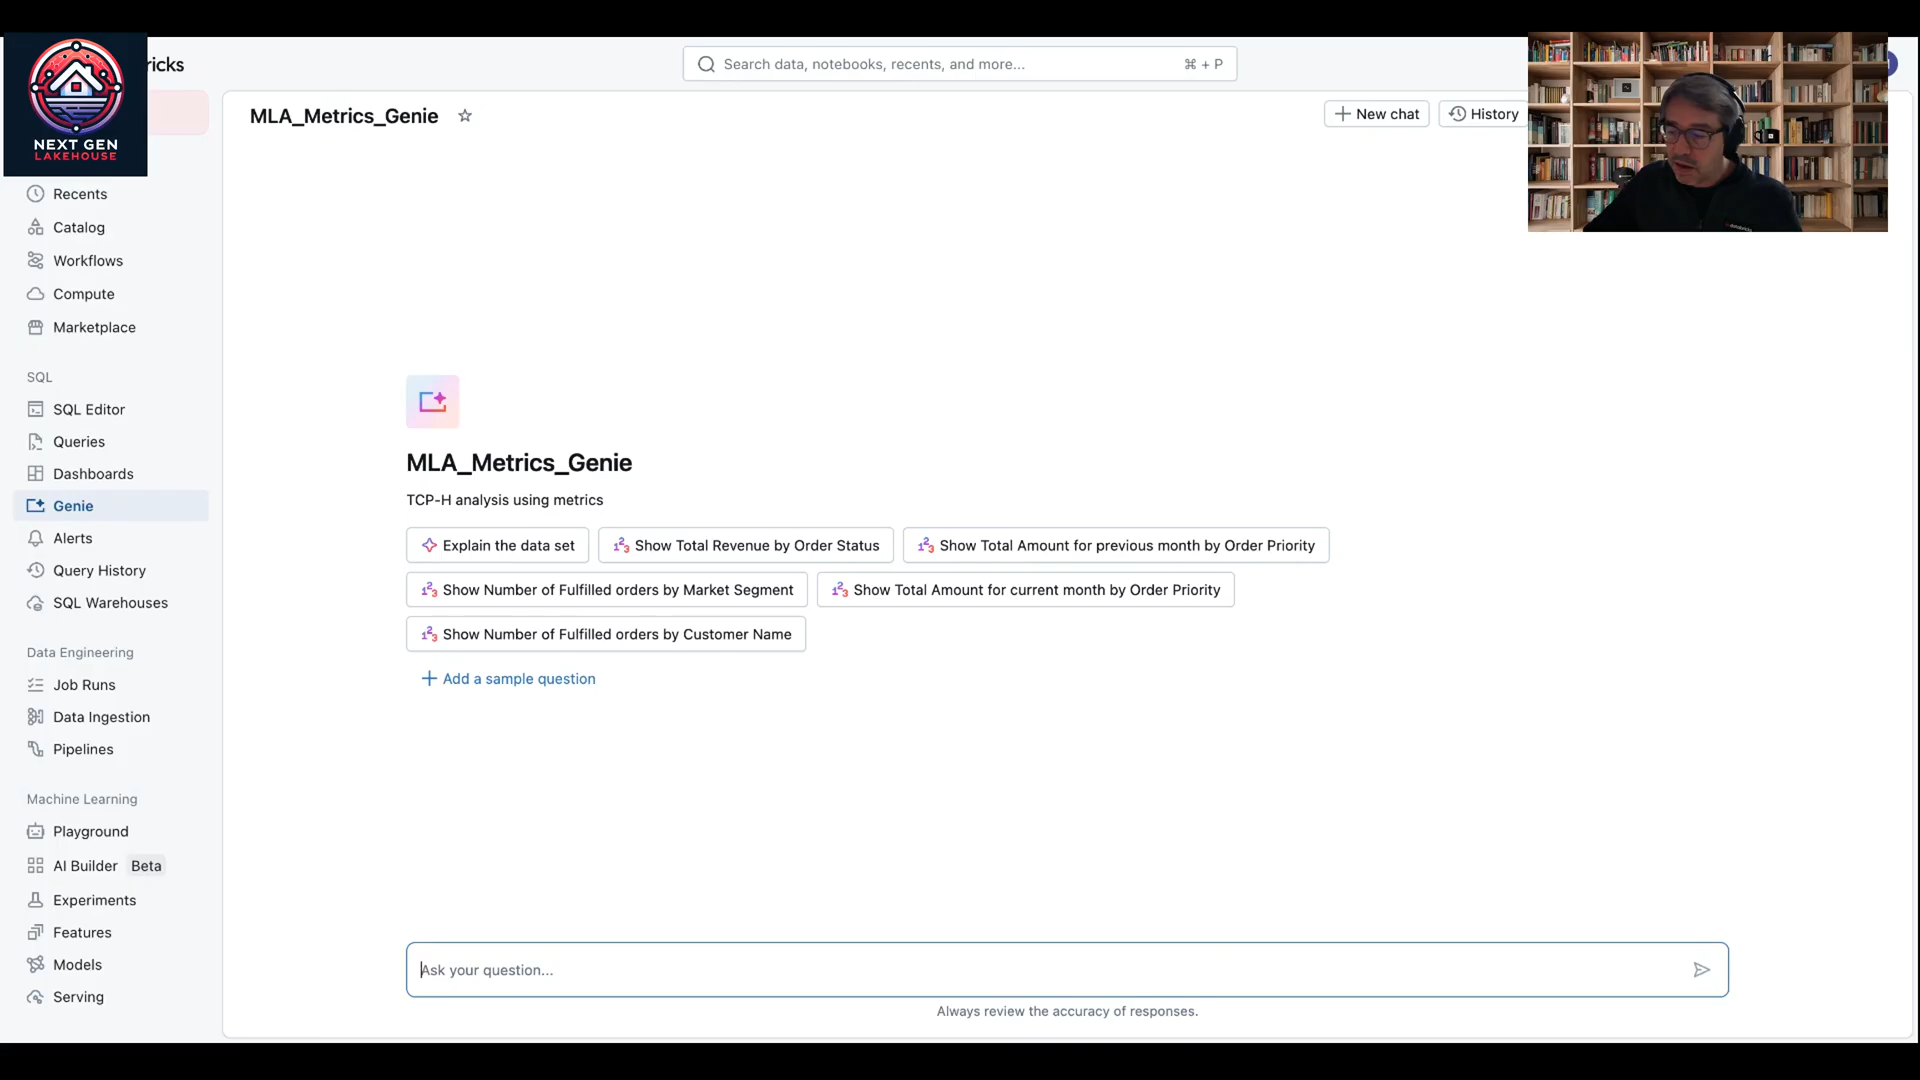 NEXT GEN
LAKEHOUSE
ricks
Search data, notebooks, recents, and more...
⌘ + P
MLA_Metrics_Genie
New chat
History
Recents
Catalog
Workflows
Compute
Marketplace
SQL
SQL Editor
Queries
Dashboards
Genie
Alerts
Query History
SQL Warehouses
Data Engineering
Job Runs
Data Ingestion
Pipelines
Machine Learning
Playground
AI Builder Beta
Experiments
Features
Models
Serving
MLA_Metrics_Genie
TCP-H analysis using metrics
Explain the data set
Show Total Revenue by Order Status
Show Total Amount for previous month by Order Priority
Show Number of Fulfilled orders by Market Segment
Show Total Amount for current month by Order Priority
Show Number of Fulfilled orders by Customer Name
Add a sample question
Ask your question...
Always review the accuracy of responses.